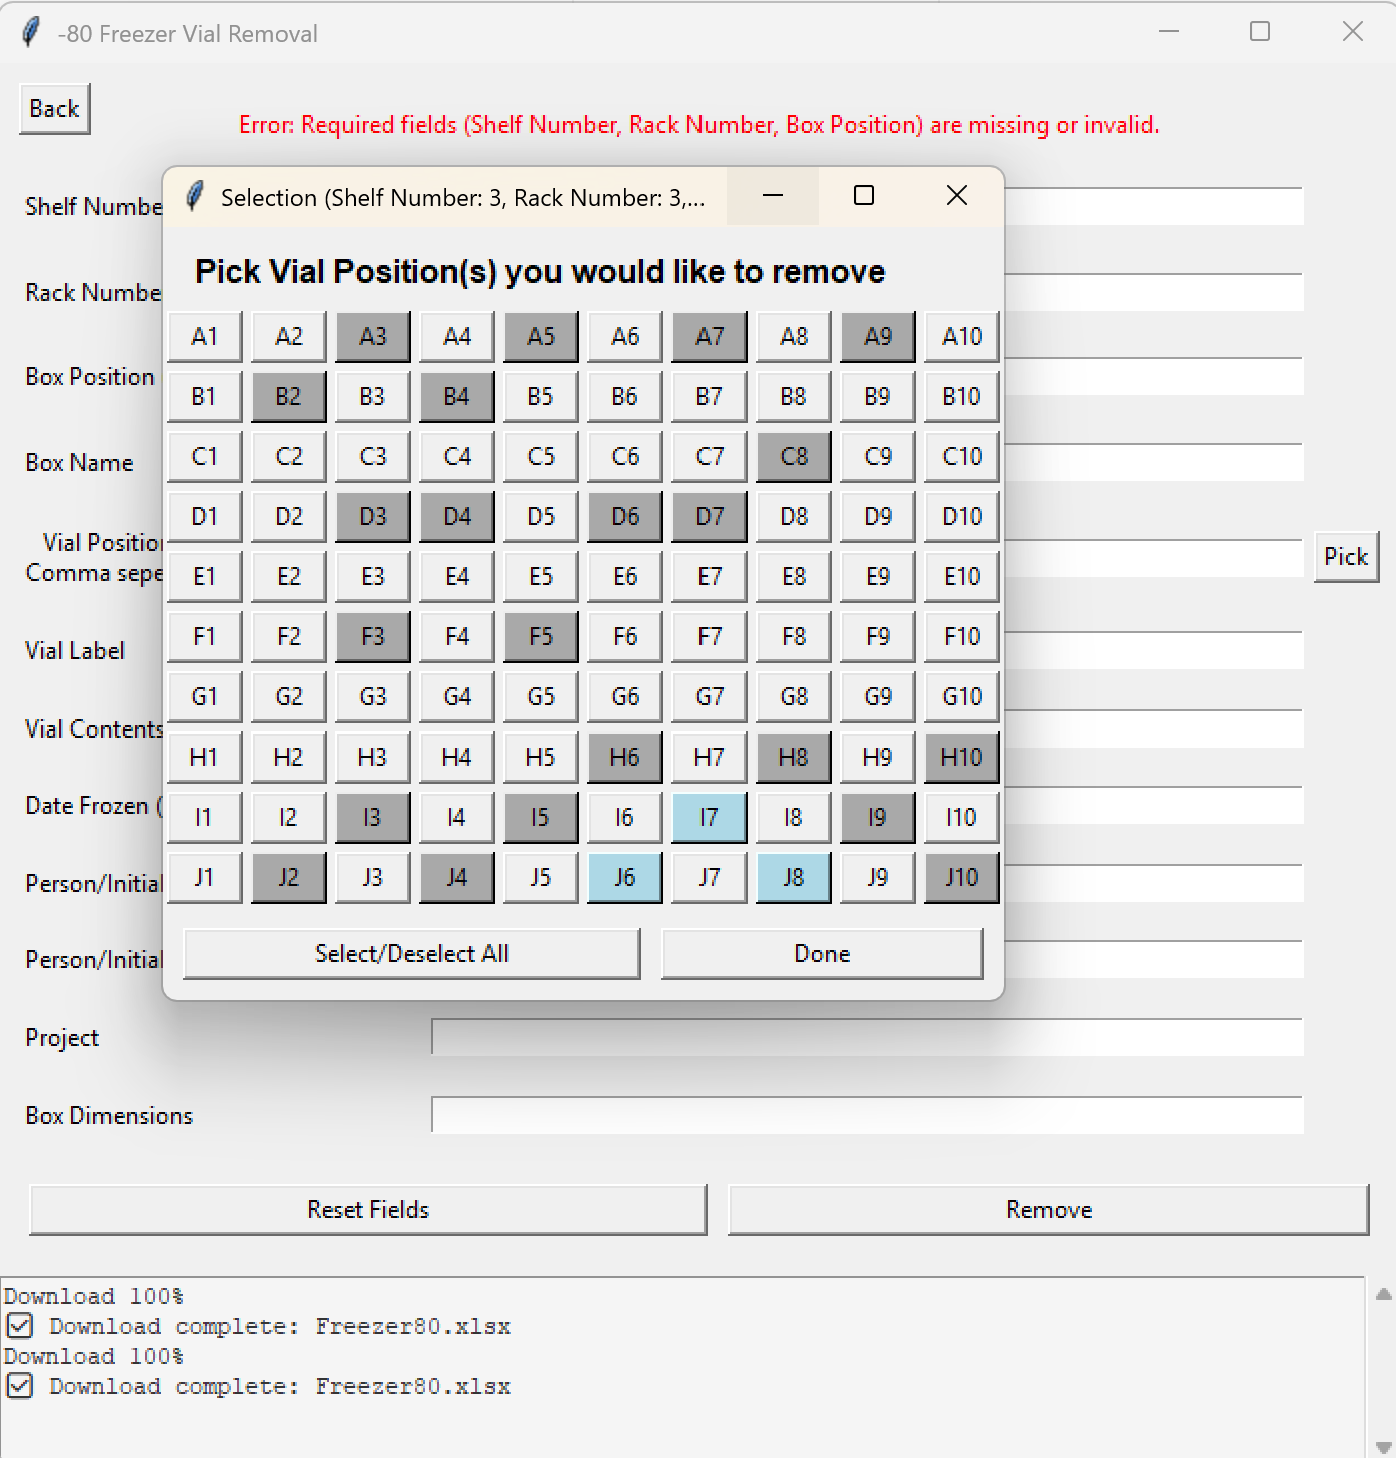 -80 Freezer Vial Removal
Back
Error: Required fields (Shelf Number, Rack Number, Box Position) are missing or invalid.
Selection (Shelf Number: 3, Rack Number: 3,...
Pick Vial Position(s) you would like to remove
A1 A2 A3 A4 A5 A6 A7 A8 A9 A10
B1 B2 B3 B4 B5 B6 B7 B8 B9 B10
C1 C2 C3 C4 C5 C6 C7 C8 C9 C10
D1 D2 D3 D4 D5 D6 D7 D8 D9 D10
E1 E2 E3 E4 E5 E6 E7 E8 E9 E10
F1 F2 F3 F4 F5 F6 F7 F8 F9 F10
G1 G2 G3 G4 G5 G6 G7 G8 G9 G10
H1 H2 H3 H4 H5 H6 H7 H8 H9 H10
I1 I2 I3 I4 I5 I6 I7 I8 I9 I10
J1 J2 J3 J4 J5 J6 J7 J8 J9 J10
Select/Deselect All Done
Shelf Numbe
Rack Numbe
Box Position
Box Name
Vial Position
Comma sepe
Pick
Vial Label
Vial Contents
Date Frozen (
Person/Initial
Person/Initial
Project
Box Dimensions
Reset Fields Remove
Download 100%
Download complete: Freezer80.xlsx
Download 100%
Download complete: Freezer80.xlsx